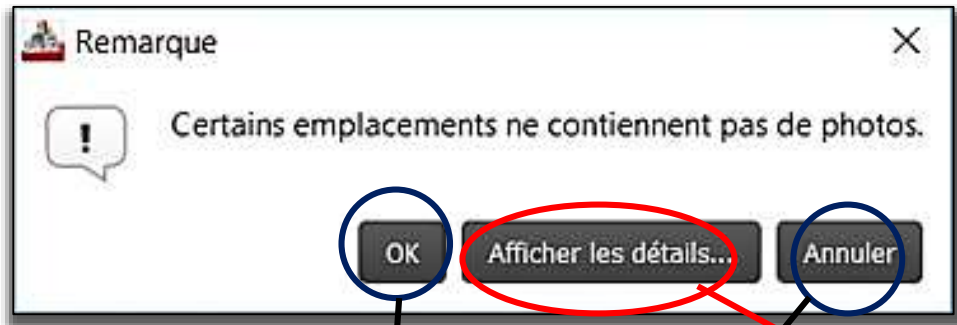 Remarque
Certains emplacements ne contiennent pas de photos.
OK Afficher les détails... Annuler